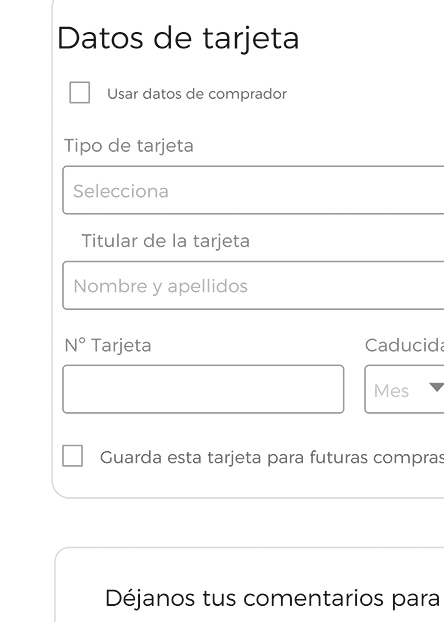 Datos de tarjeta
Usar datos de comprador
Tipo de tarjeta
Selecciona
Titular de la tarjeta
Nombre y apellidos
Nº Tarjeta
Caducida
Mes
Guarda esta tarjeta para futuras compras
Déjanos tus comentarios para